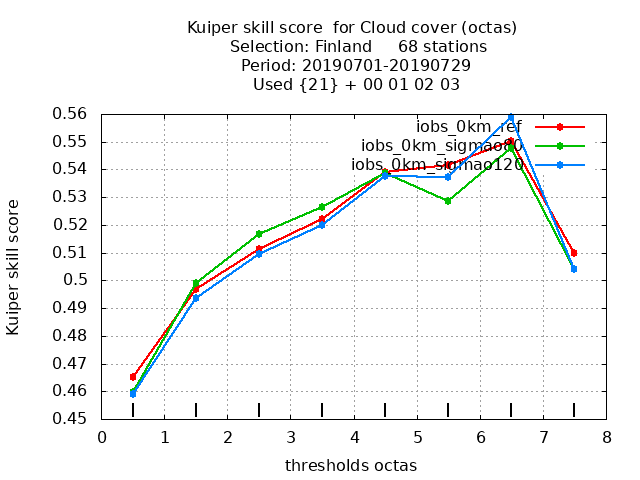 Kuiper skill score  for Cloud cover (octas)
Selection: Finland     68 stations
Period: 20190701-20190729
Used {21} + 00 01 02 03
iobs_0km_ref
iobs_0km_sigmao80
iobs_0km_sigmao120
0.56
0.55
0.54
0.53
0.52
0.51
0.5
0.49
0.48
0.47
0.46
0.45
Kuiper skill score
0 1 2 3 4 5 6 7 8
thresholds octas